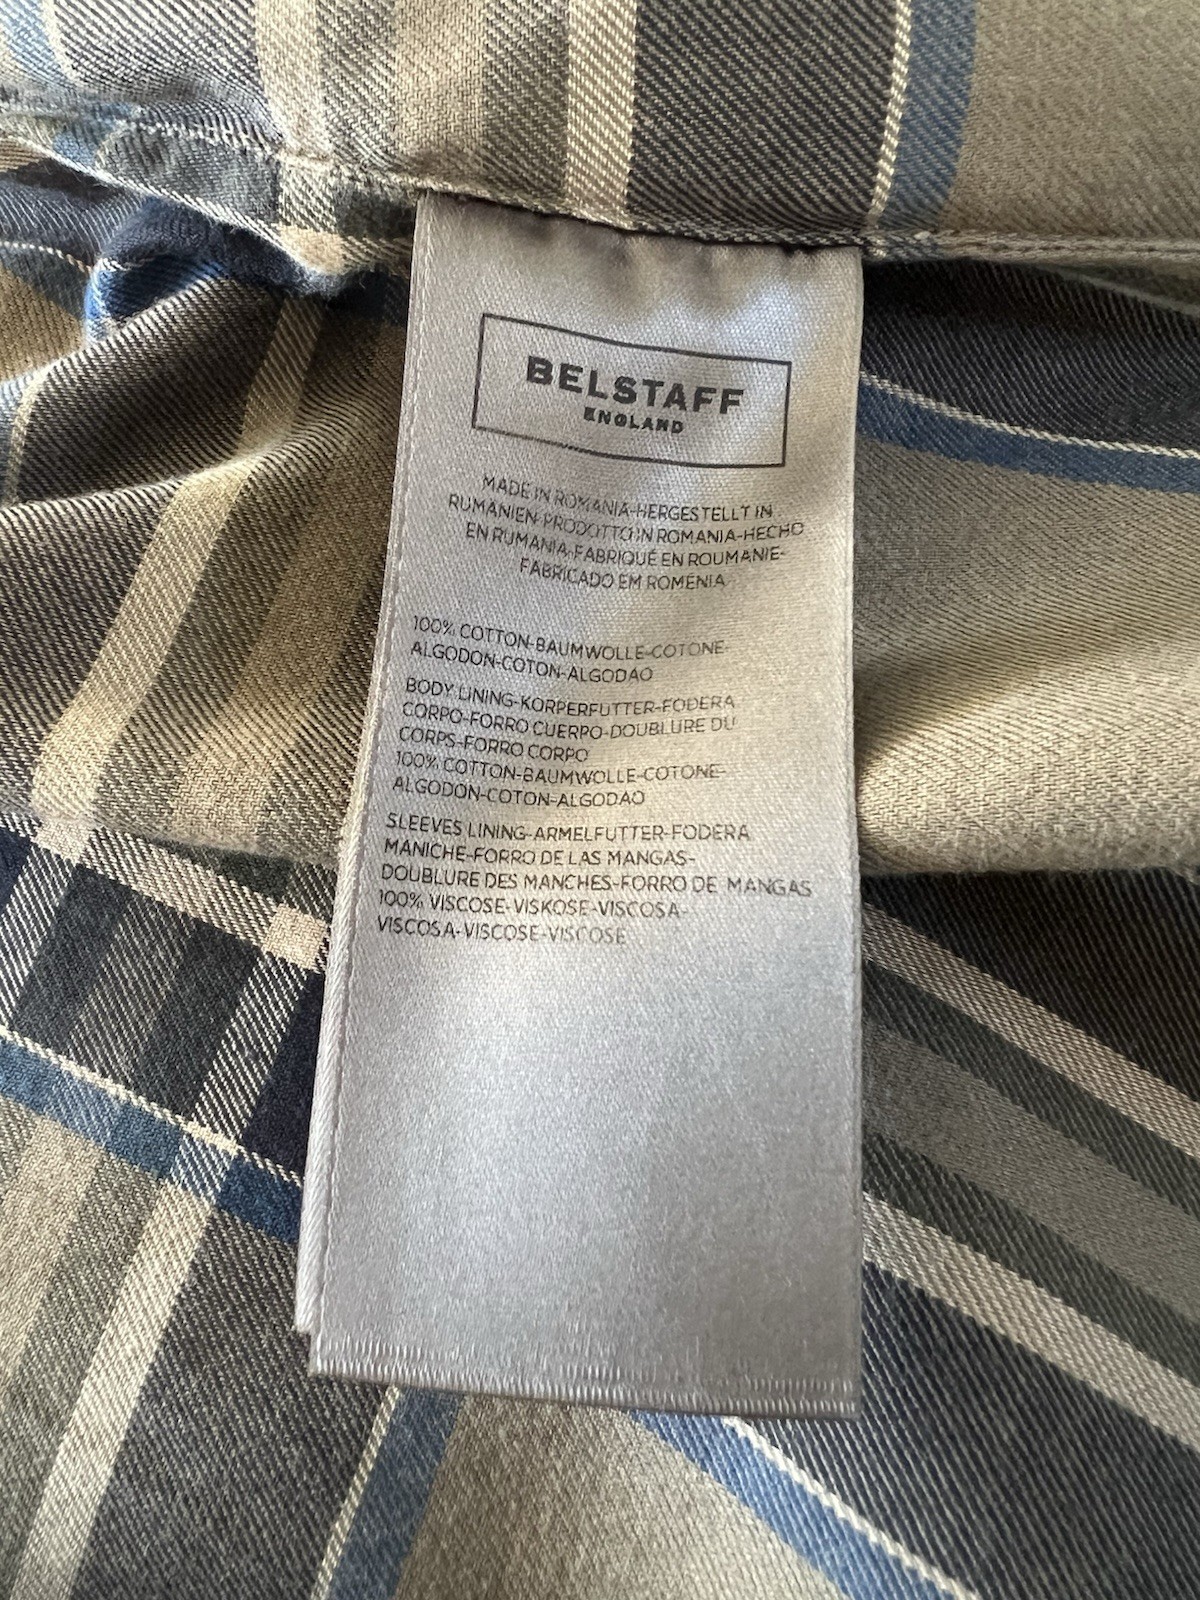 BELSTAFF
ENGLAND
MADE IN ROMANIA-HERGESTELLT IN
RUMANIEN-PRODOTTO IN ROMANIA-HECHO
EN RUMANIA-FABRIQUÉ EN ROUMANIE-
FABRICADO EM ROMENIA
100% COTTON-BAUMWOLLE-COTONE-
ALGODON-COTON-ALGODAO
BODY LINING-KORPERFUTTER-FODERA
CORPO-FORRO CUERPO-DOUBLURE DU
CORPS-FORRO CORPO
100% COTTON-BAUMWOLLE-COTONE-
ALGODON-COTON-ALGODAO
SLEEVES LINING-ARMELFUTTER-FODERA
MANICHE-FORRO DE LAS MANGAS-
DOUBLURE DES MANCHES-FORRO DE MANGAS
100% VISCOSE-VISKOSE-VISCOSA-
VISCOSA-VISCOSE-VISCOSE